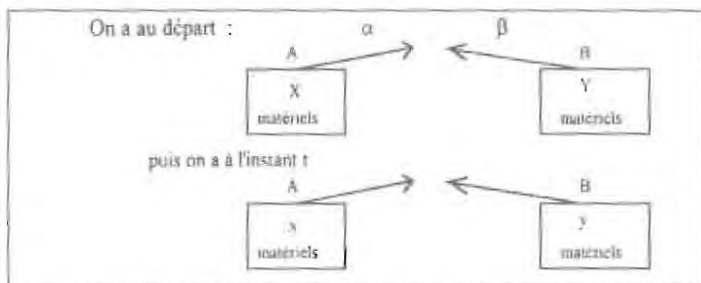 On a au départ : α β
A B
X Y
matériels matériels
puis on a à l'instant t
A B
x y
matériels matériels